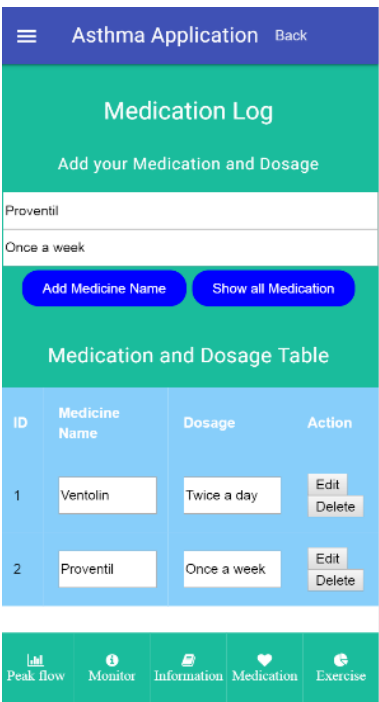 Asthma Application Back
Medication Log
Add your Medication and Dosage
Proventil
Once a week
Add Medicine Name Show all Medication
Medication and Dosage Table
ID Medicine Name Dosage Action
1 Ventolin Twice a day Edit Delete
2 Proventil Once a week Edit Delete
Peak flow Monitor Information Medication Exercise